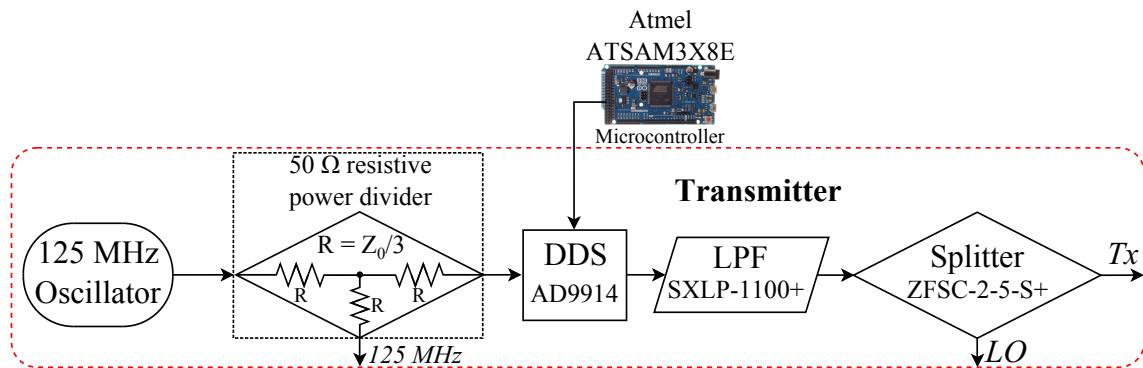 Atmel
ATSAM3X8E
Microcontroller
50 Ω resistive
power divider
Transmitter
125 MHz
Oscillator
R = Z₀/3
R
R
R
DDS
AD9914
LPF
SXLP-1100+
Splitter
ZFSC-2-5-S+
Tx
125 MHz
LO